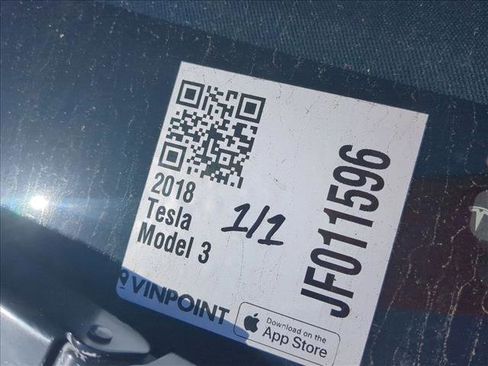 2018
Tesla
Model 3
1/1
JF011596
VINPOINT
Download on the
App Store